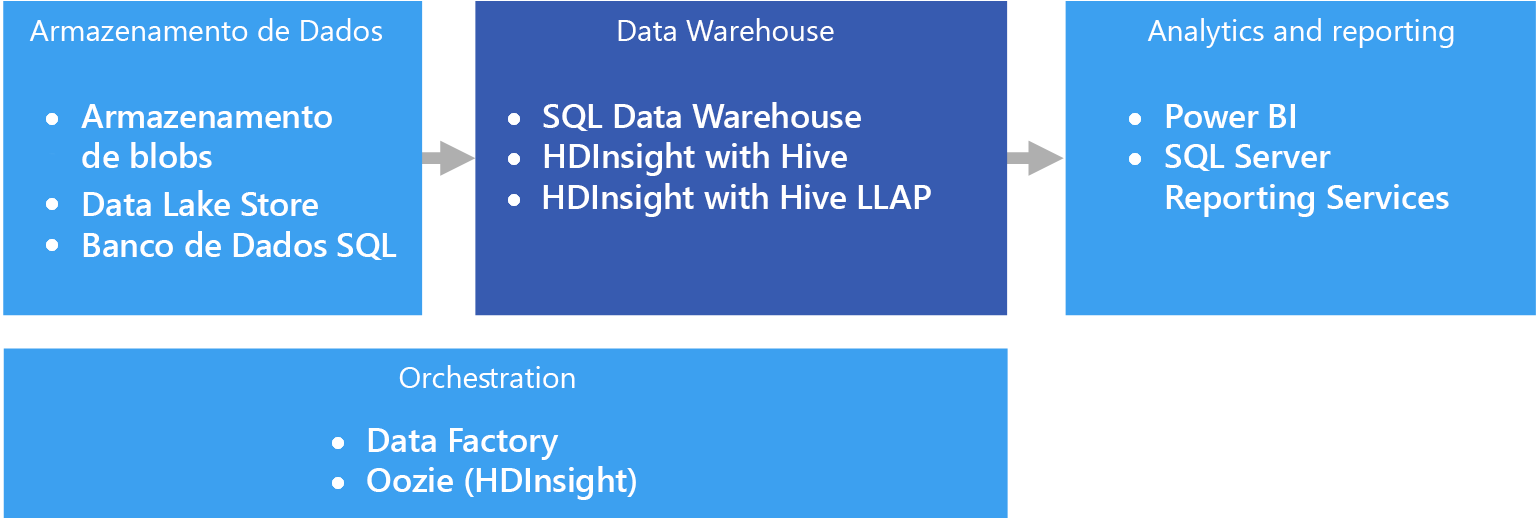 Armazenamento de Dados
• Armazenamento
de blobs
• Data Lake Store
• Banco de Dados SQL
Data Warehouse
• SQL Data Warehouse
• HDInsight with Hive
• HDInsight with Hive LLAP
Analytics and reporting
• Power BI
• SQL Server
Reporting Services
Orchestration
• Data Factory
• Oozie (HDInsight)